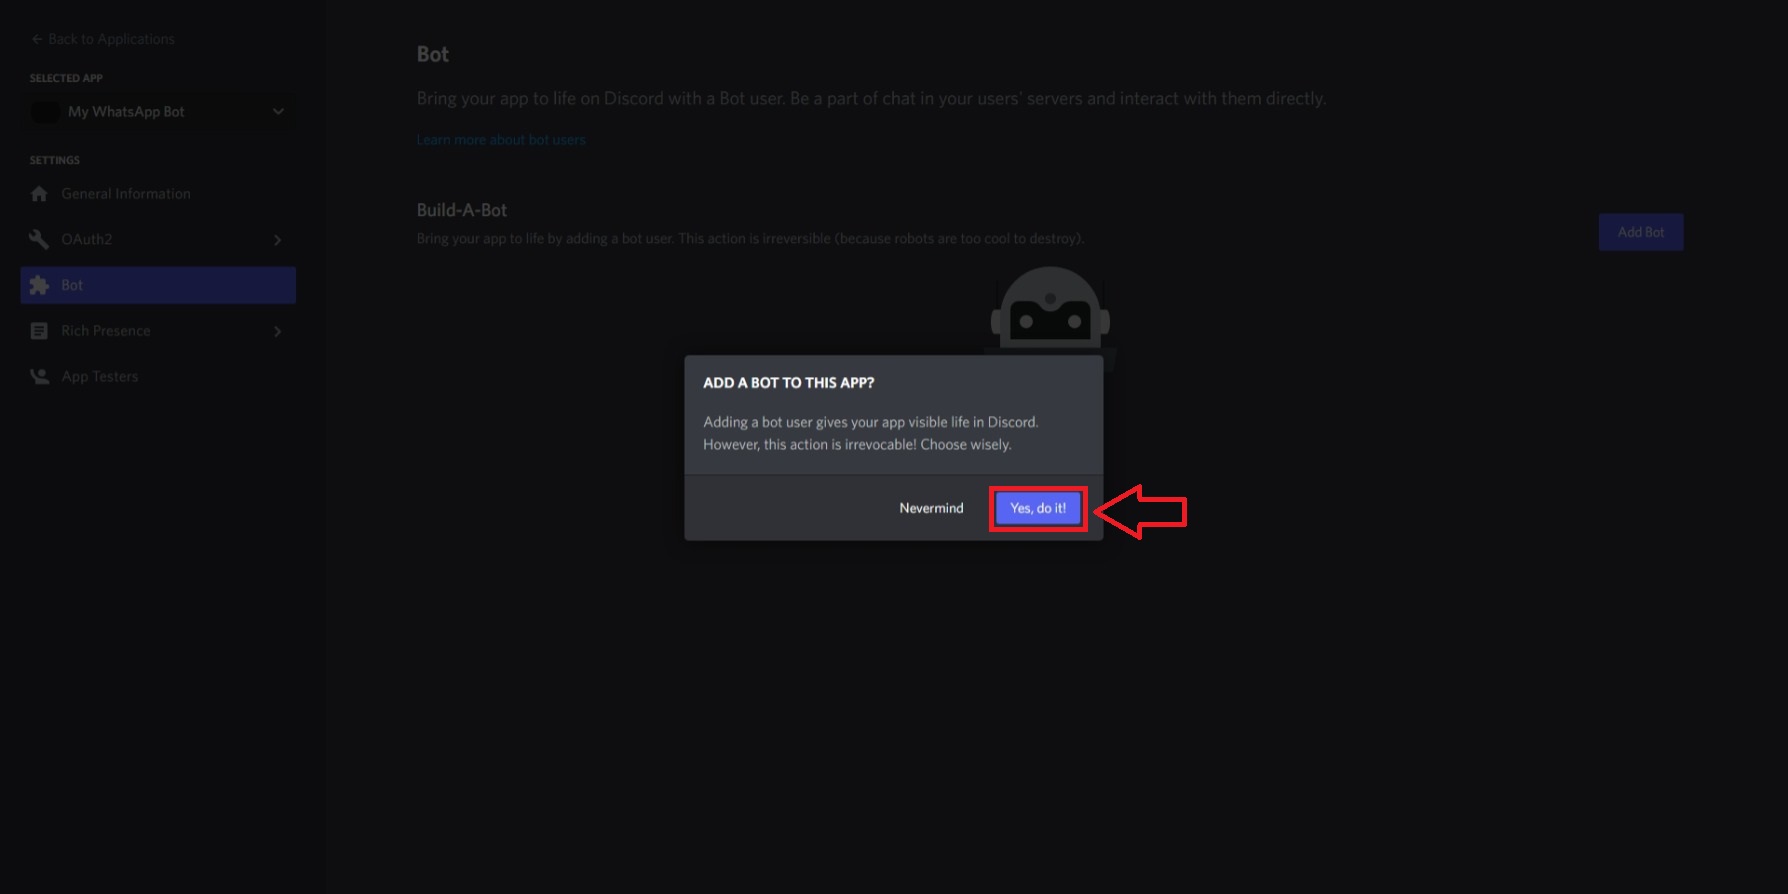 Back to Applications
SELECTED APP
My WhatsApp Bot
SETTINGS
General Information
OAuth2
Bot
Rich Presence
App Testers
Bot
Bring your app to life on Discord with a Bot user. Be a part of chat in your users' servers and interact with them directly.
Learn more about bot users
Build-A-Bot
Bring your app to life by adding a bot user. This action is irreversible (because robots are too cool to destroy).
Add Bot
ADD A BOT TO THIS APP?
Adding a bot user gives your app visible life in Discord.
However, this action is irrevocable! Choose wisely.
Nevermind
Yes, do it!